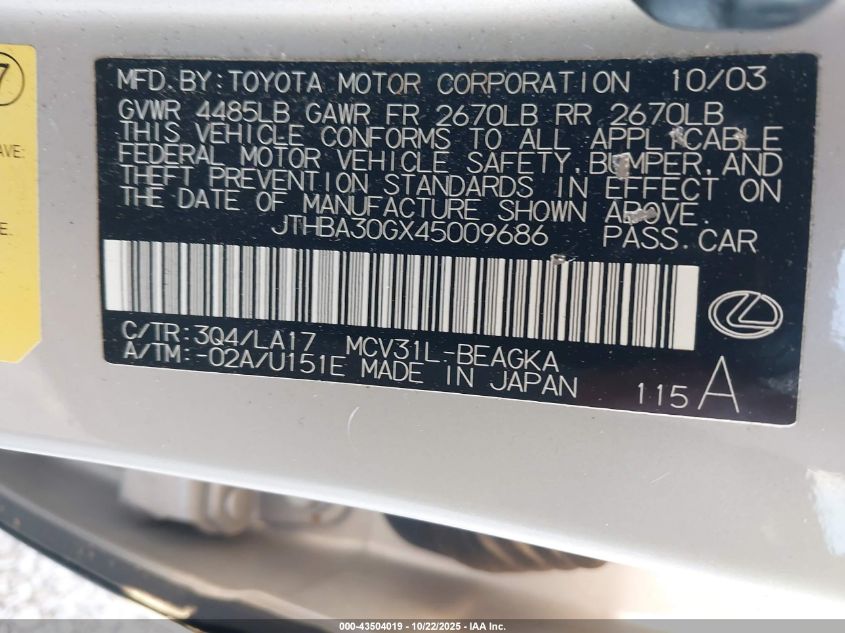 7
AVE:
E.
MFD.BY:TOYOTA MOTOR CORPORATION 10/03
GVWR 4485LB GAWR FR 2670LB RR 2670LB
THIS VEHICLE CONFORMS TO ALL APPLICABLE
FEDERAL MOTOR VEHICLE SAFETY,BUMPER,AND
THEFT PREVENTION STANDARDS IN EFFECT ON
THE DATE OF MANUFACTURE SHOWN ABOVE.
JTHBA30GX45009686 PASS.CAR
C/TR:3Q4/LA17 MCV31L-BEAGKA
A/TM:-02A/U151E MADE IN JAPAN
115 A
000-43504019 | 10/22/2025 | IAA Inc.